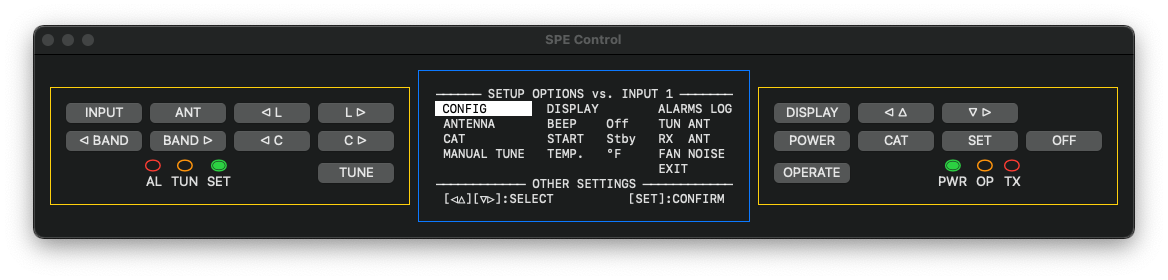 SPE Control
INPUT ANT ◁ L L ▷
◁ BAND BAND ▷ ◁ C C ▷
AL TUN SET TUNE
SETUP OPTIONS vs. INPUT 1
CONFIG DISPLAY ALARMS LOG
ANTENNA BEEP Off TUN ANT
CAT START Stby RX ANT
MANUAL TUNE TEMP. °F FAN NOISE
EXIT
OTHER SETTINGS
[◁△][▽▷]:SELECT [SET]:CONFIRM
DISPLAY ◁ △ ▽ ▷
POWER CAT SET OFF
OPERATE PWR OP TX